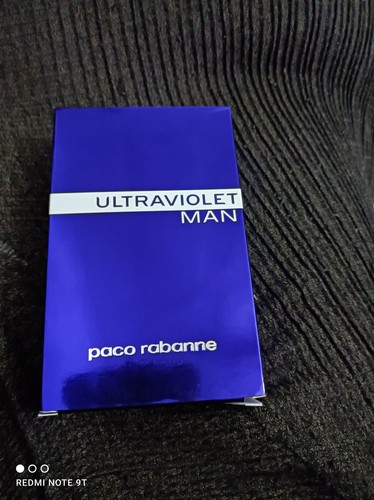 ULTRAVIOLET
MAN
paco rabanne
REDMI NOTE 9T